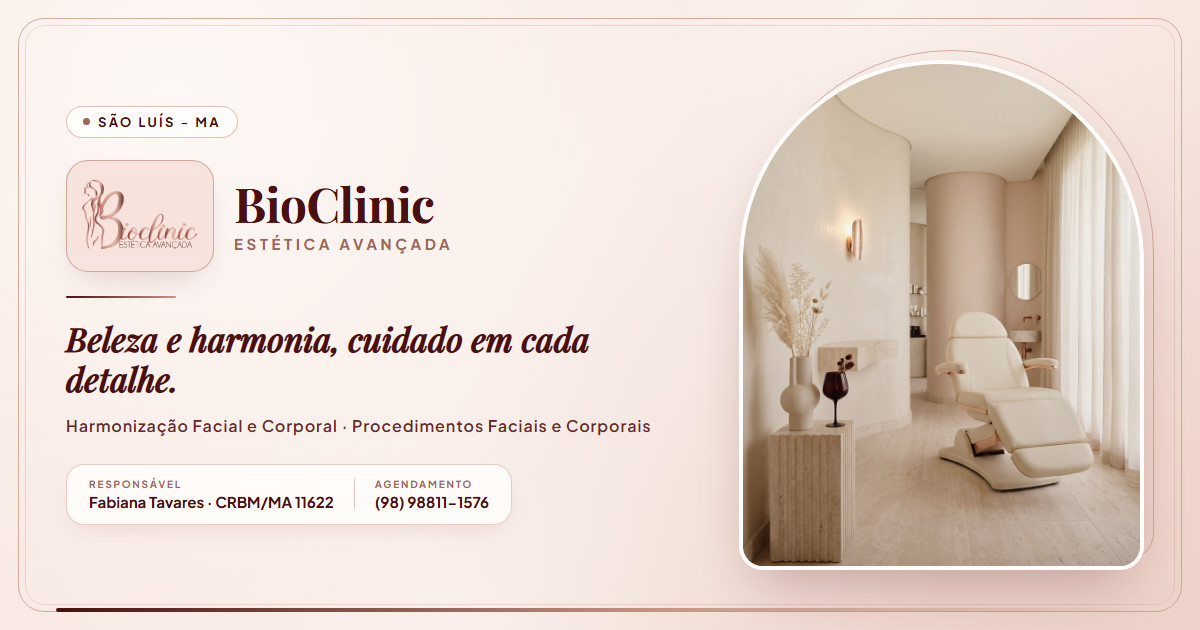 SÃO LUÍS - MA
Bioclinic
ESTÉTICA AVANÇADA
BioClinic
ESTÉTICA AVANÇADA
Beleza e harmonia, cuidado em cada
detalhe.
Harmonização Facial e Corporal · Procedimentos Faciais e Corporais
RESPONSÁVEL
Fabiana Tavares · CRBM/MA 11622
AGENDAMENTO
(98) 98811-1576